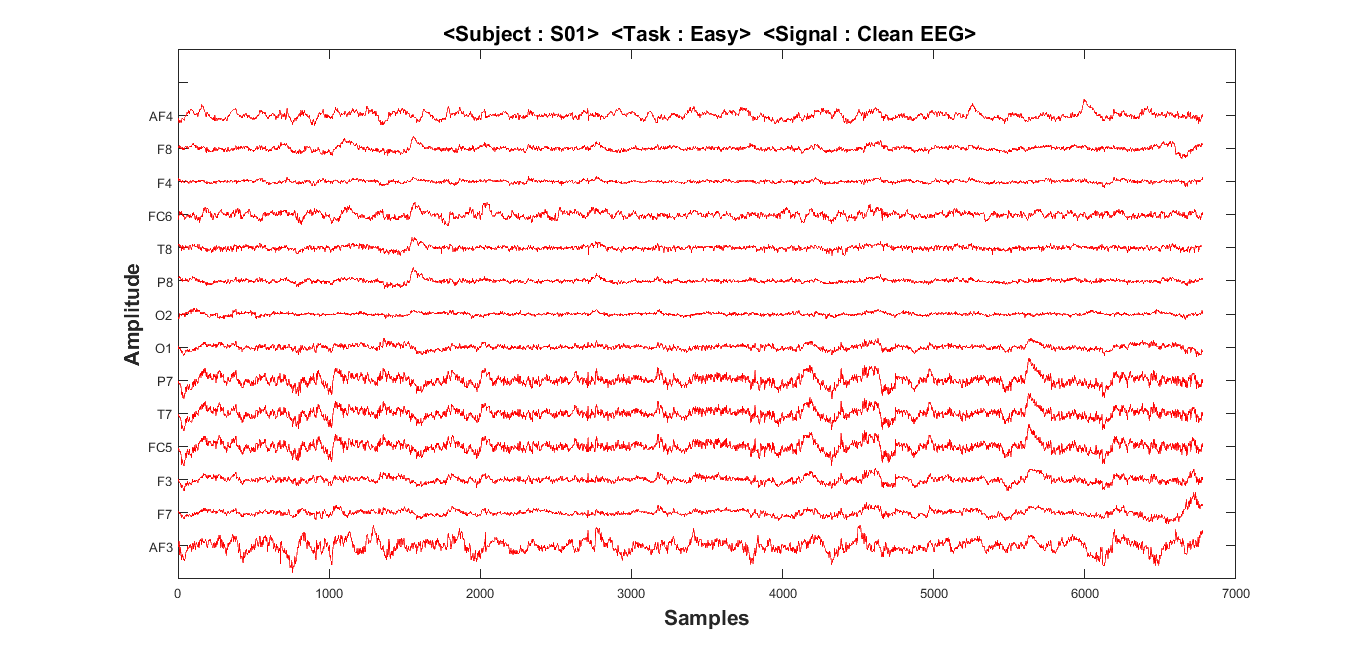 <Subject : S01> <Task : Easy> <Signal : Clean EEG>
AF4
F8
F4
FC6
T8
P8
O2
O1
P7
T7
FC5
F3
F7
AF3
Amplitude
0 1000 2000 3000 4000 5000 6000 7000
Samples